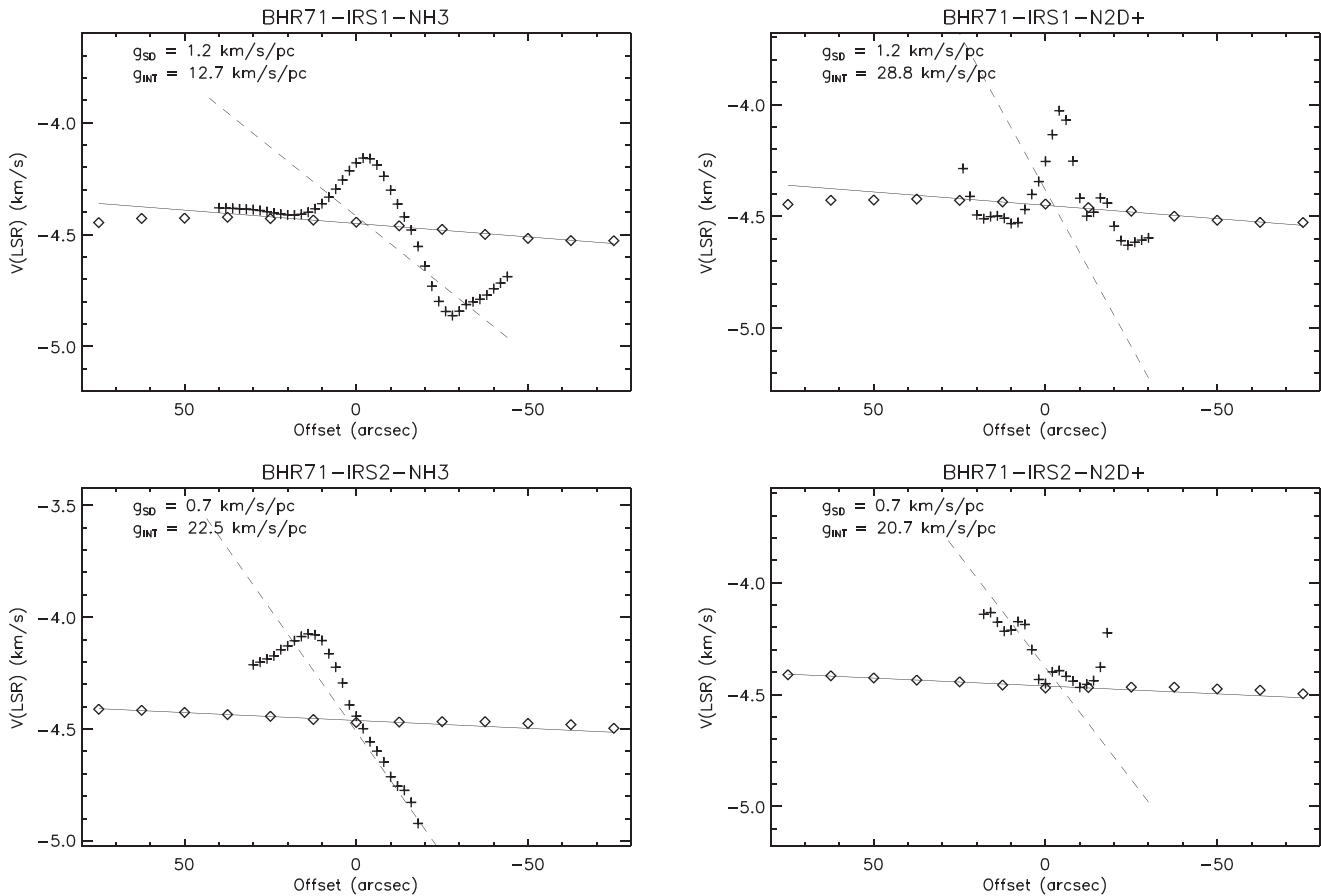 BHR71-IRS1-NH3
g_SD = 1.2 km/s/pc
g_INT = 12.7 km/s/pc
-4.0
-4.5
-5.0
V(LSR) (km/s)
50 0 -50
Offset (arcsec)
BHR71-IRS1-N2D+
g_SD = 1.2 km/s/pc
g_INT = 28.8 km/s/pc
-4.0
-4.5
-5.0
V(LSR) (km/s)
50 0 -50
Offset (arcsec)
BHR71-IRS2-NH3
g_SD = 0.7 km/s/pc
g_INT = 22.5 km/s/pc
-3.5
-4.0
-4.5
-5.0
V(LSR) (km/s)
50 0 -50
Offset (arcsec)
BHR71-IRS2-N2D+
g_SD = 0.7 km/s/pc
g_INT = 20.7 km/s/pc
-4.0
-4.5
-5.0
V(LSR) (km/s)
50 0 -50
Offset (arcsec)